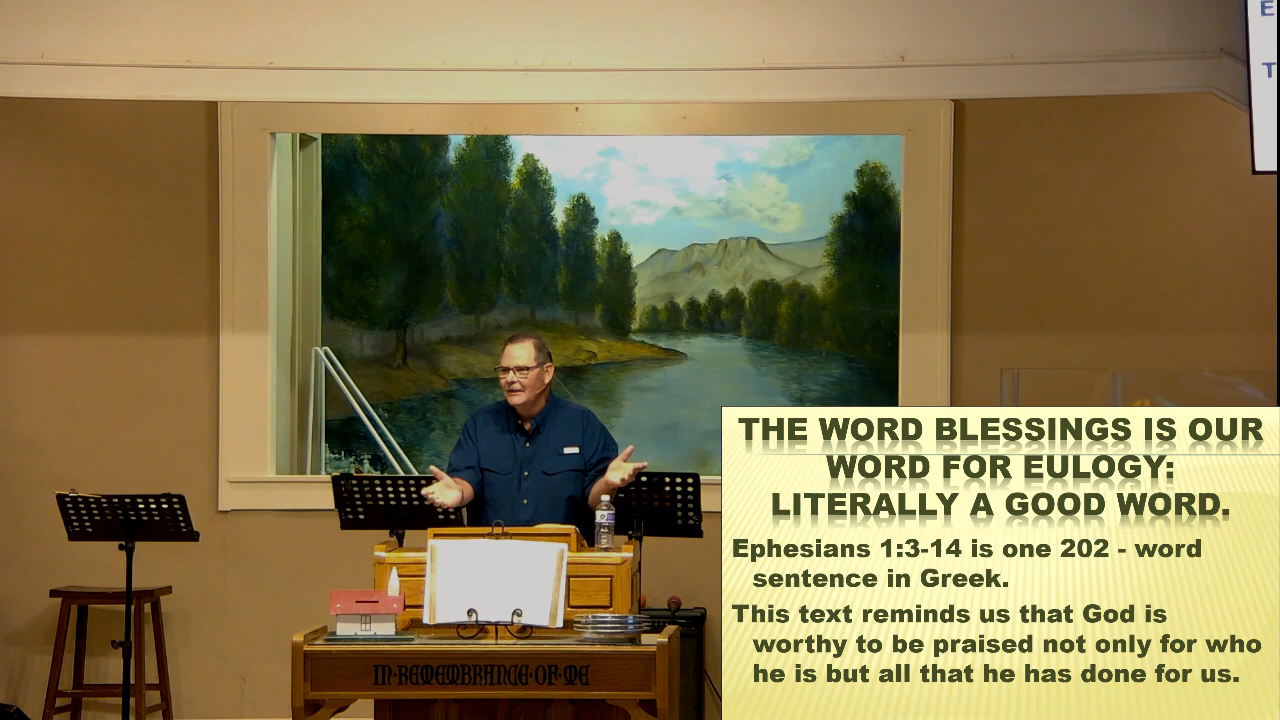 E
T
THE WORD BLESSINGS IS OUR
WORD FOR EULOGY:
LITERALLY A GOOD WORD.
Ephesians 1:3-14 is one 202 - word
sentence in Greek.
This text reminds us that God is
worthy to be praised not only for who
he is but all that he has done for us.
IN·REMEMBRANCE·OF·ME